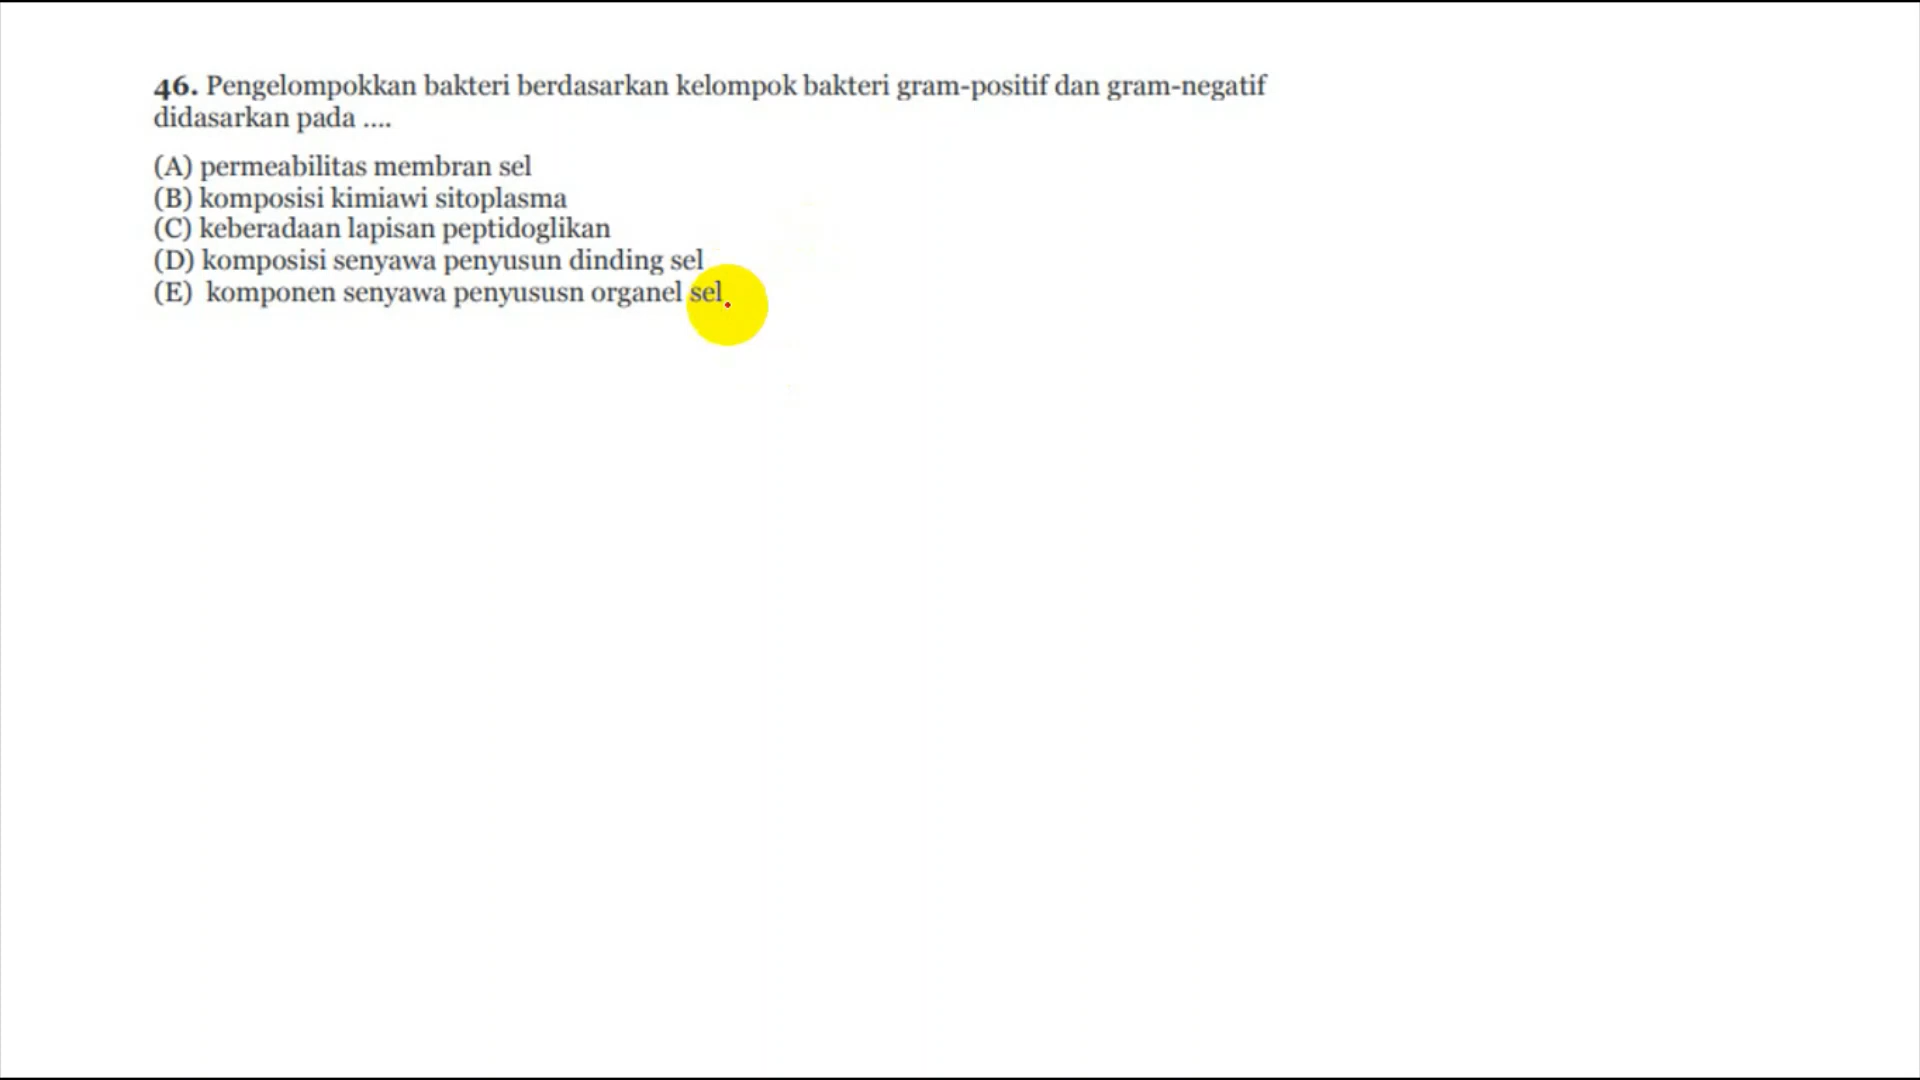 46. Pengelompokkan bakteri berdasarkan kelompok bakteri gram-positif dan gram-negatif
didasarkan pada ....
(A) permeabilitas membran sel
(B) komposisi kimiawi sitoplasma
(C) keberadaan lapisan peptidoglikan
(D) komposisi senyawa penyusun dinding sel
(E) komponen senyawa penyususn organel sel